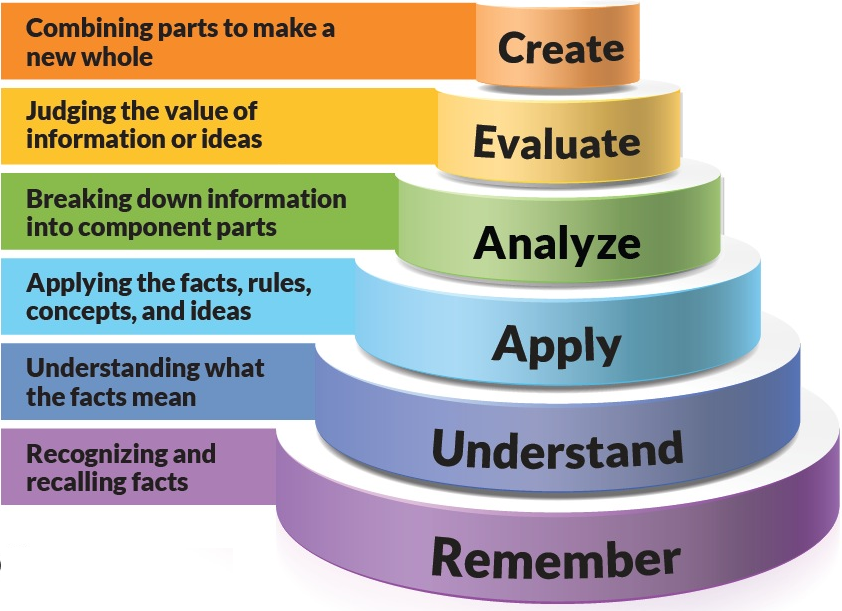 Combining parts to make a
new whole
Create
Judging the value of
information or ideas
Evaluate
Breaking down information
into component parts
Analyze
Applying the facts, rules,
concepts, and ideas
Apply
Understanding what
the facts mean
Understand
Recognizing and
recalling facts
Remember